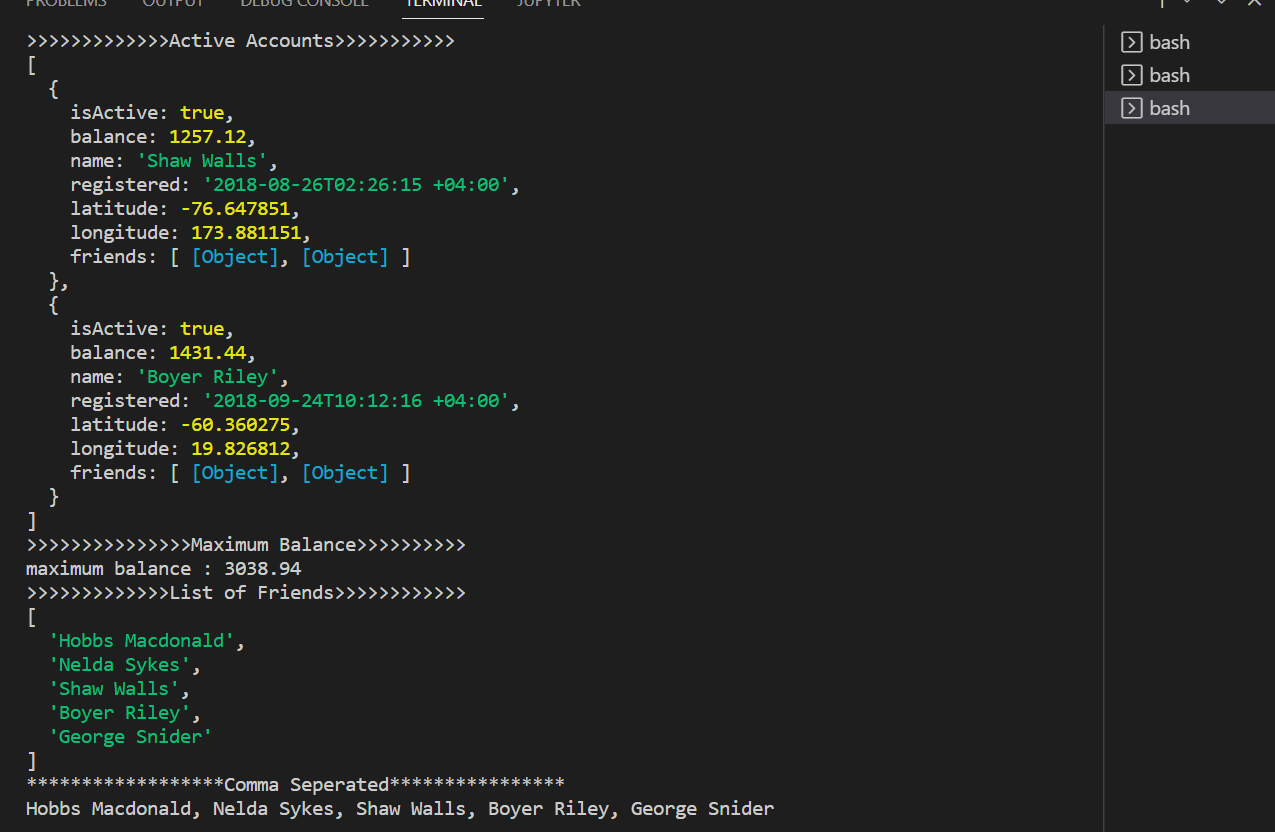 PROBLEMS OUTPUT DEBUG CONSOLE TERMINAL JUPYTER
>>>>>>>>>>>>>Active Accounts>>>>>>>>>>>
[
  {
    isActive: true,
    balance: 1257.12,
    name: 'Shaw Walls',
    registered: '2018-08-26T02:26:15 +04:00',
    latitude: -76.647851,
    longitude: 173.881151,
    friends: [ [Object], [Object] ]
  },
  {
    isActive: true,
    balance: 1431.44,
    name: 'Boyer Riley',
    registered: '2018-09-24T10:12:16 +04:00',
    latitude: -60.360275,
    longitude: 19.826812,
    friends: [ [Object], [Object] ]
  }
]
>>>>>>>>>>>>>>>Maximum Balance>>>>>>>>>>
maximum balance : 3038.94
>>>>>>>>>>>>>List of Friends>>>>>>>>>>>>
[
  'Hobbs Macdonald',
  'Nelda Sykes',
  'Shaw Walls',
  'Boyer Riley',
  'George Snider'
]
******************Comma Seperated****************
Hobbs Macdonald, Nelda Sykes, Shaw Walls, Boyer Riley, George Snider
bash
bash
bash